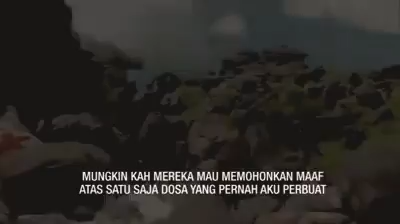 MUNGKIN KAH MEREKA MAU MEMOHONKAN MAAF
ATAS SATU SAJA DOSA YANG PERNAH AKU PERBUAT